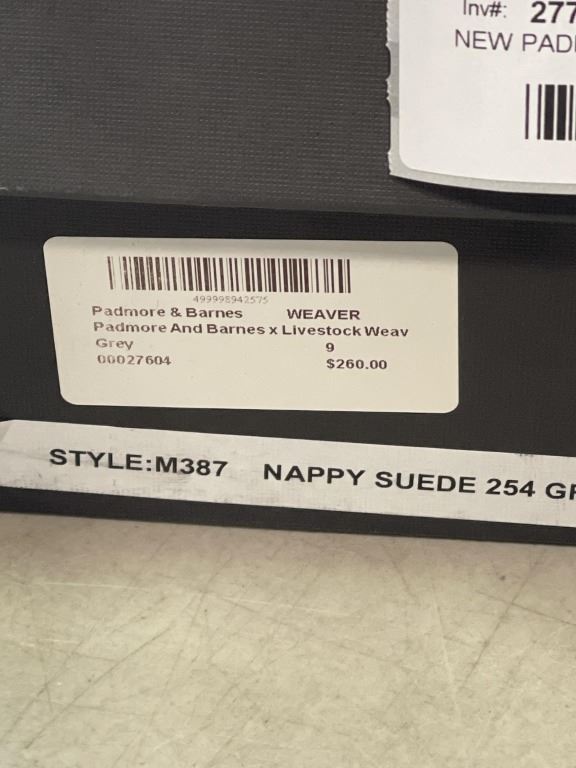 Inv#: 277
NEW PAD
499998942575
Padmore & Barnes WEAVER
Padmore And Barnes x Livestock Weav
Grey 9
00027604 $260.00
STYLE:M387 NAPPY SUEDE 254 GR